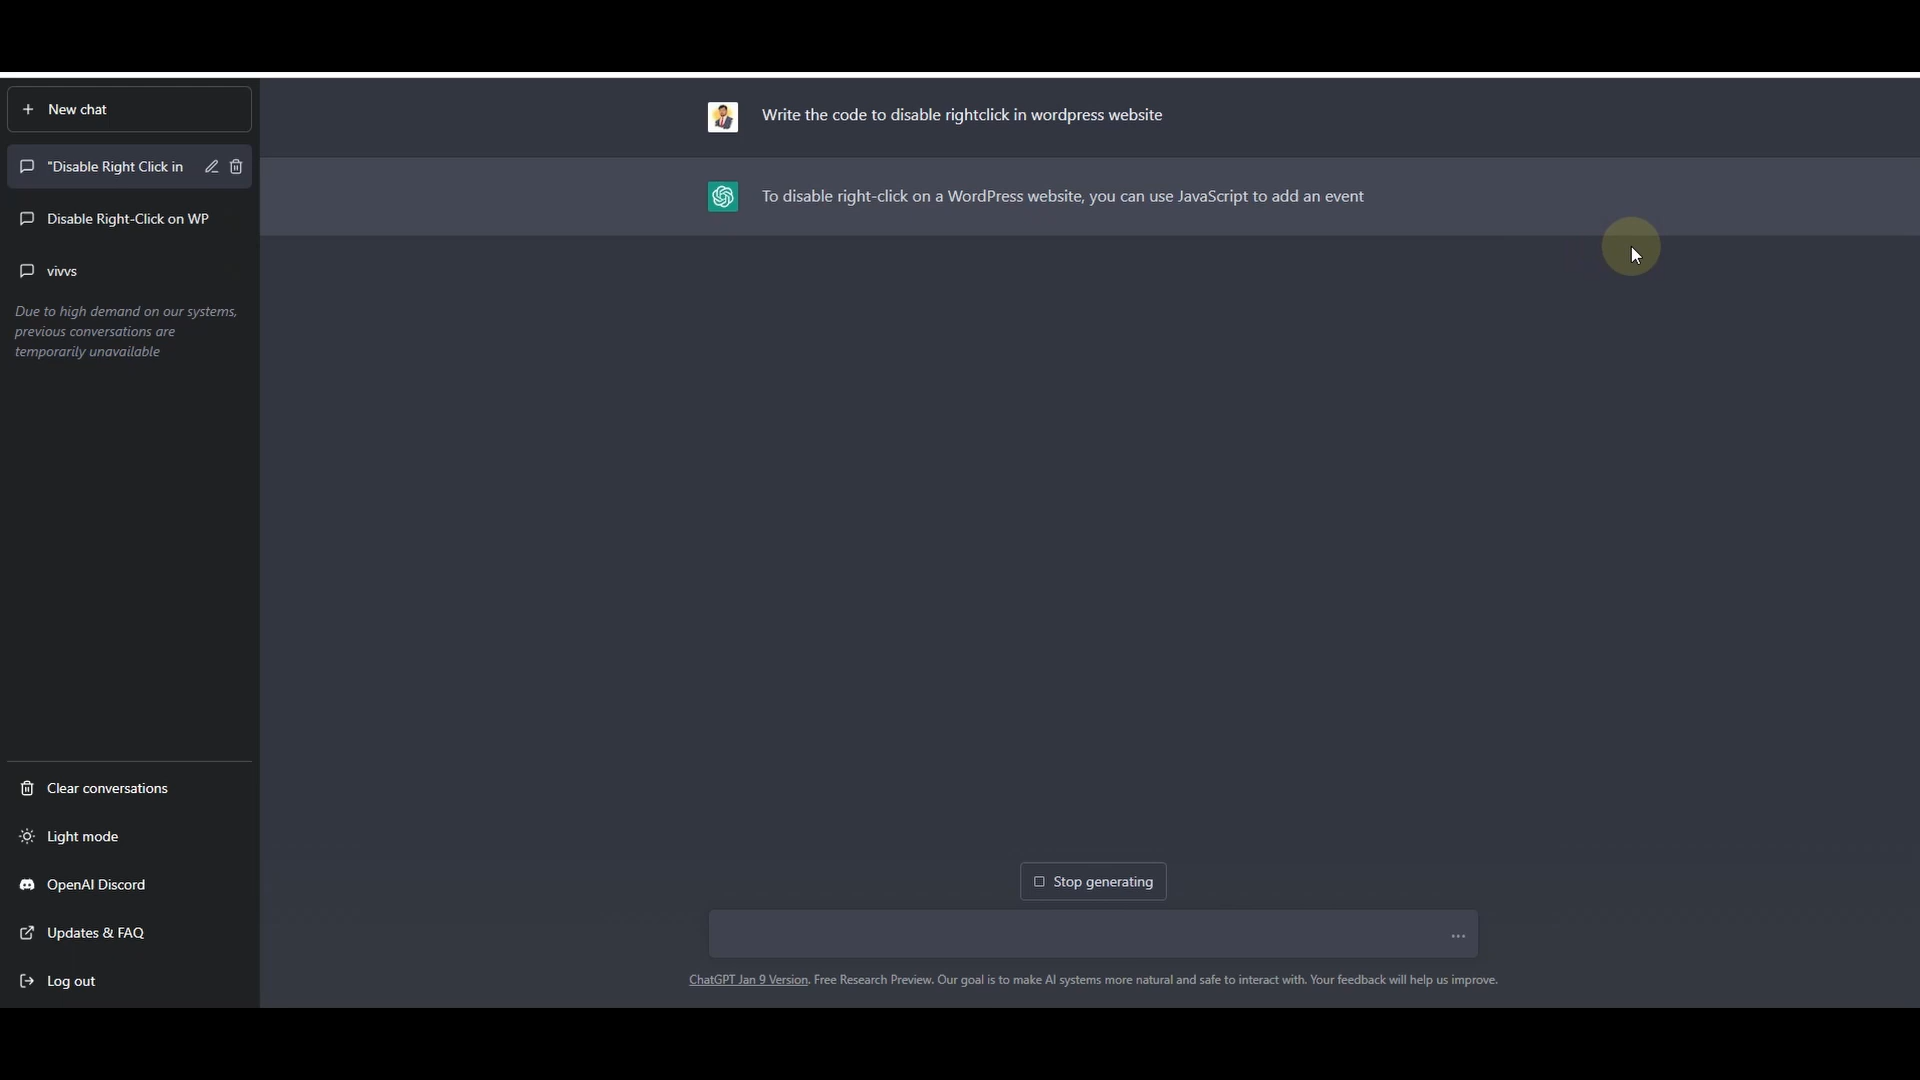 New chat
"Disable Right Click in
Disable Right-Click on WP
vivvs
Due to high demand on our systems,
previous conversations are
temporarily unavailable
Clear conversations
Light mode
OpenAI Discord
Updates & FAQ
Log out
Write the code to disable rightclick in wordpress website
To disable right-click on a WordPress website, you can use JavaScript to add an event
Stop generating
ChatGPT Jan 9 Version. Free Research Preview. Our goal is to make AI systems more natural and safe to interact with. Your feedback will help us improve.